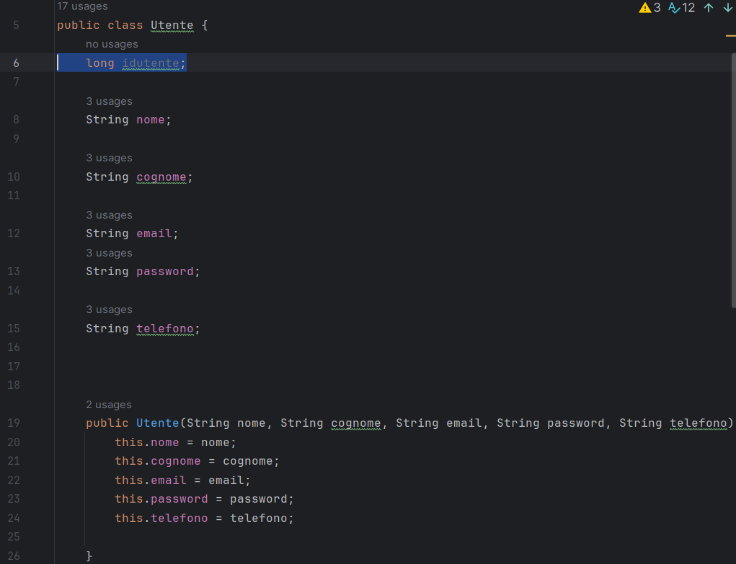 17 usages
3 12
5 public class Utente {
no usages
6 long idutente;
7
3 usages
8 String nome;
9
3 usages
10 String cognome;
11
3 usages
12 String email;
3 usages
13 String password;
14
3 usages
15 String telefono;
16
17
18
2 usages
19 public Utente(String nome, String cognome, String email, String password, String telefono)
20 this.nome = nome;
21 this.cognome = cognome;
22 this.email = email;
23 this.password = password;
24 this.telefono = telefono;
25
26 }